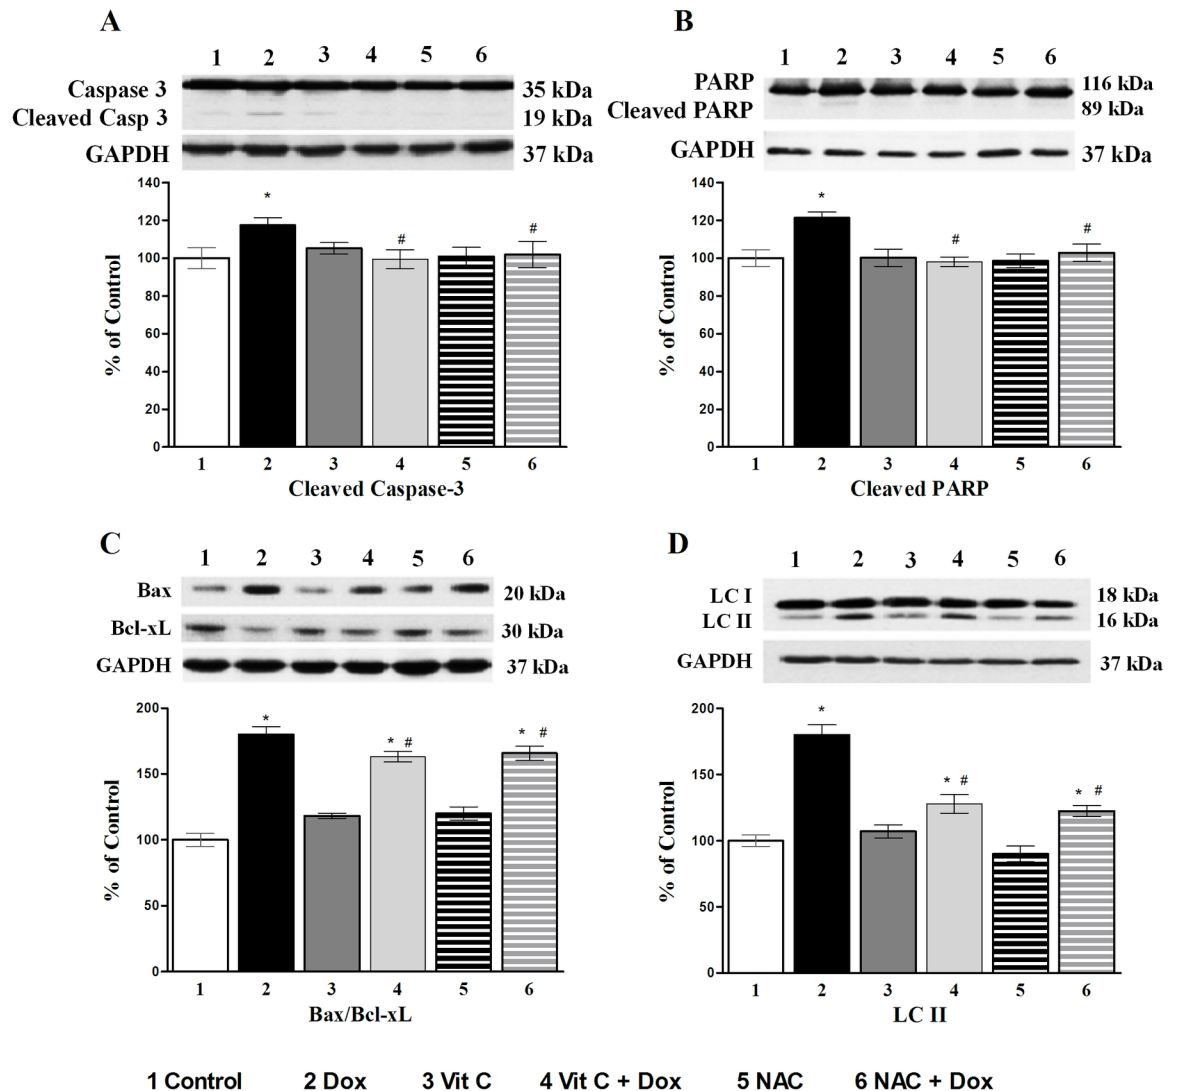 A
1 2 3 4 5 6
Caspase 3 35 kDa
Cleaved Casp 3 19 kDa
GAPDH 37 kDa
140
120
100
80
60
40
20
0
% of Control
*
#
#
1 2 3 4 5 6
Cleaved Caspase-3
B
1 2 3 4 5 6
PARP 116 kDa
Cleaved PARP 89 kDa
GAPDH 37 kDa
140
120
100
80
60
40
20
0
% of Control
*
#
#
1 2 3 4 5 6
Cleaved PARP
C
1 2 3 4 5 6
Bax 20 kDa
Bcl-xL 30 kDa
GAPDH 37 kDa
200
150
100
50
0
% of Control
*
* #
* #
1 2 3 4 5 6
Bax/Bcl-xL
D
1 2 3 4 5 6
LC I 18 kDa
LC II 16 kDa
GAPDH 37 kDa
200
150
100
50
0
% of Control
*
* #
* #
1 2 3 4 5 6
LC II
1 Control 2 Dox 3 Vit C 4 Vit C + Dox 5 NAC 6 NAC + Dox